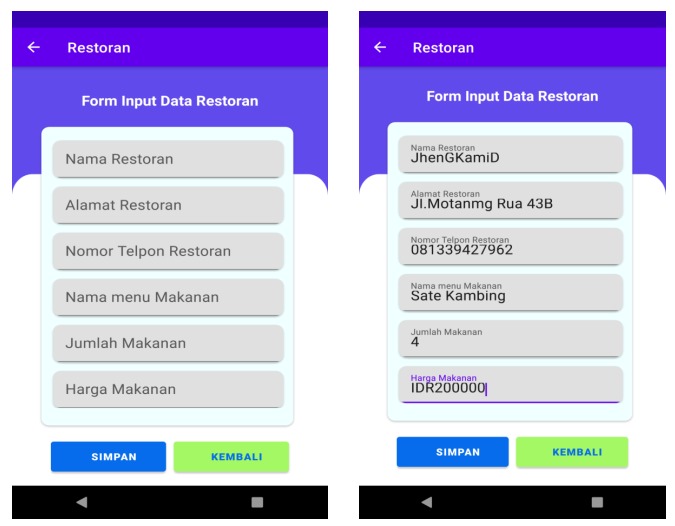 Restoran
Form Input Data Restoran
Nama Restoran
Alamat Restoran
Nomor Telpon Restoran
Nama menu Makanan
Jumlah Makanan
Harga Makanan
SIMPAN
KEMBALI
Restoran
Form Input Data Restoran
Nama Restoran
JhenGKamiD
Alamat Restoran
Jl.Motanmg Rua 43B
Nomor Telpon Restoran
081339427962
Nama menu Makanan
Sate Kambing
Jumlah Makanan
4
Harga Makanan
IDR200000
SIMPAN
KEMBALI